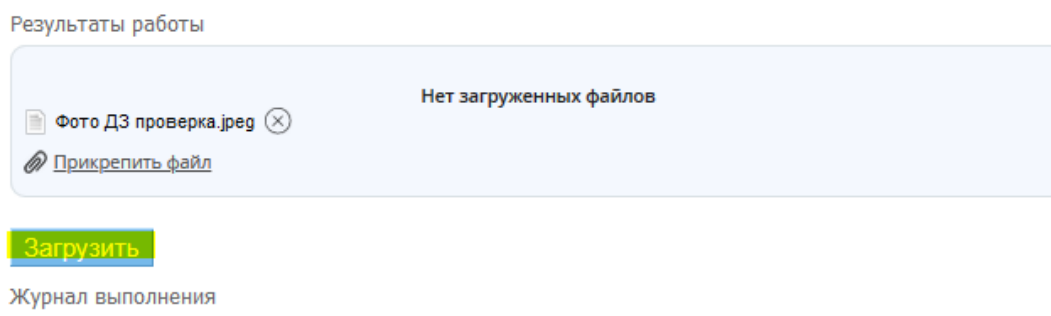 Результаты работы
Нет загруженных файлов
Фото ДЗ проверка.jpeg
Прикрепить файл
Загрузить
Журнал выполнения